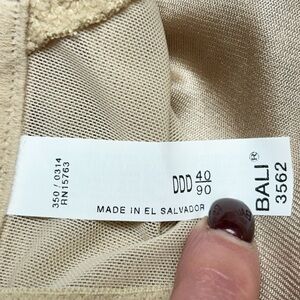 350 / 0314
RN15763
DDD 40
90
MADE IN EL SALVADOR
BALI®
3562